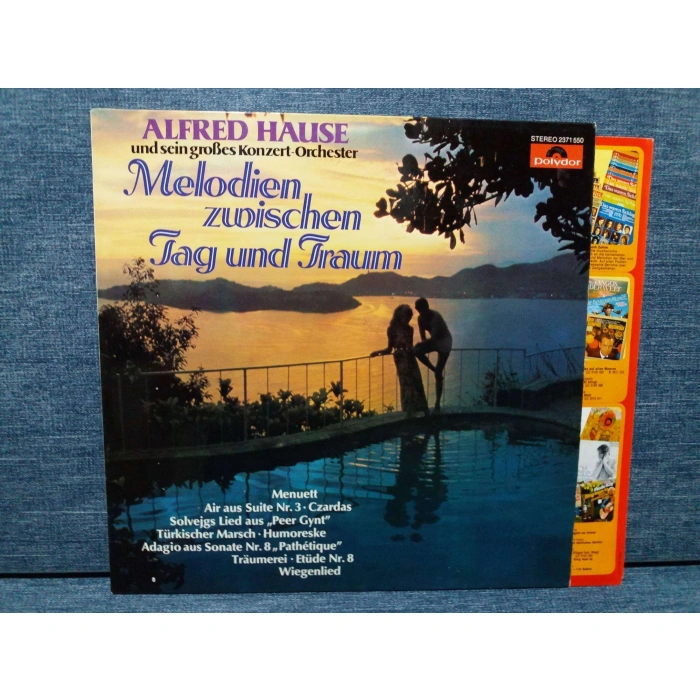 ALFRED HAUSE
und sein großes Konzert-Orchester
Melodien
zwischen
Tag und Traum
STEREO 2371 550
polydor
Menuett
Air aus Suite Nr. 3 · Czardas
Solvejgs Lied aus „Peer Gynt”
Türkischer Marsch · Humoreske
Adagio aus Sonate Nr. 8 „Pathétique”
Träumerei · Etüde Nr. 8
Wiegenlied